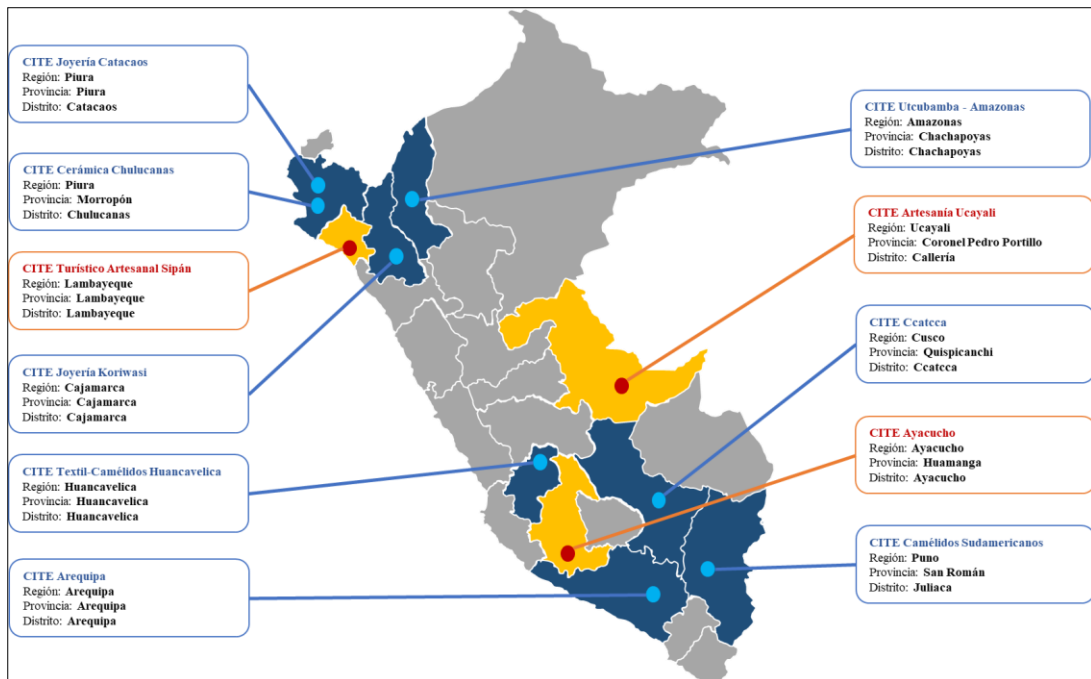 CITE Joyería Catacaos
Región: Piura
Provincia: Piura
Distrito: Catacaos
CITE Cerámica Chulucanas
Región: Piura
Provincia: Morropón
Distrito: Chulucanas
CITE Turístico Artesanal Sipán
Región: Lambayeque
Provincia: Lambayeque
Distrito: Lambayeque
CITE Joyería Koriwasi
Región: Cajamarca
Provincia: Cajamarca
Distrito: Cajamarca
CITE Textil-Camélidos Huancavelica
Región: Huancavelica
Provincia: Huancavelica
Distrito: Huancavelica
CITE Arequipa
Región: Arequipa
Provincia: Arequipa
Distrito: Arequipa
CITE Utcubamba - Amazonas
Región: Amazonas
Provincia: Chachapoyas
Distrito: Chachapoyas
CITE Artesanía Ucayali
Región: Ucayali
Provincia: Coronel Pedro Portillo
Distrito: Callería
CITE Ccatcca
Región: Cusco
Provincia: Quispicanchi
Distrito: Ccatcca
CITE Ayacucho
Región: Ayacucho
Provincia: Huamanga
Distrito: Ayacucho
CITE Camélidos Sudamericanos
Región: Puno
Provincia: San Román
Distrito: Juliaca